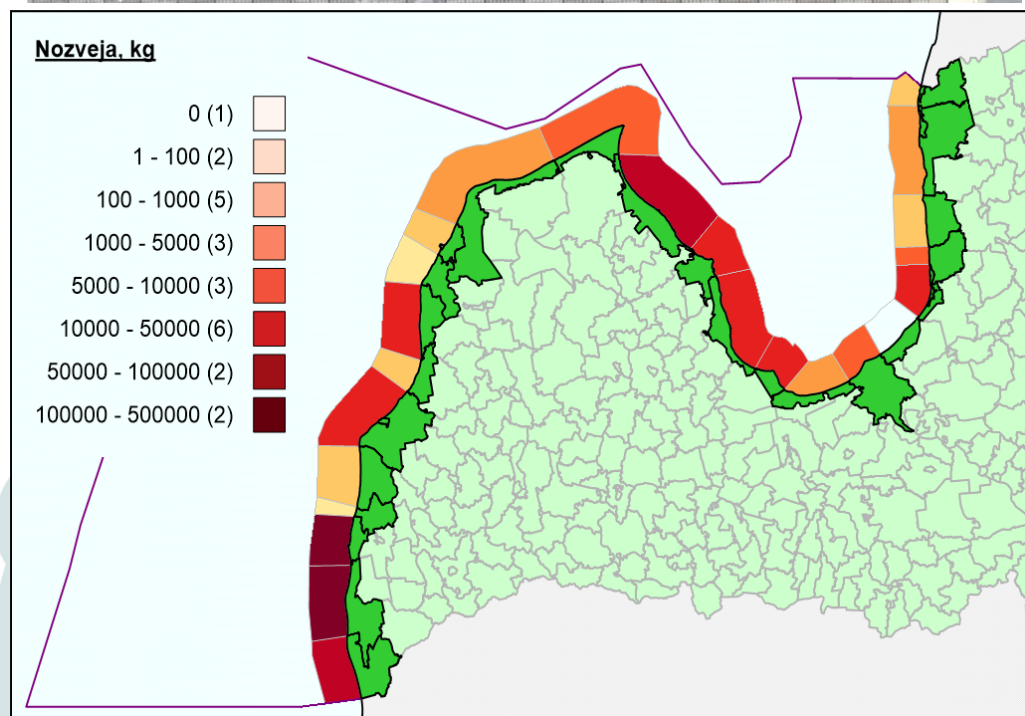 Nozveja, kg
0 (1)
1 - 100 (2)
100 - 1000 (5)
1000 - 5000 (3)
5000 - 10000 (3)
10000 - 50000 (6)
50000 - 100000 (2)
100000 - 500000 (2)